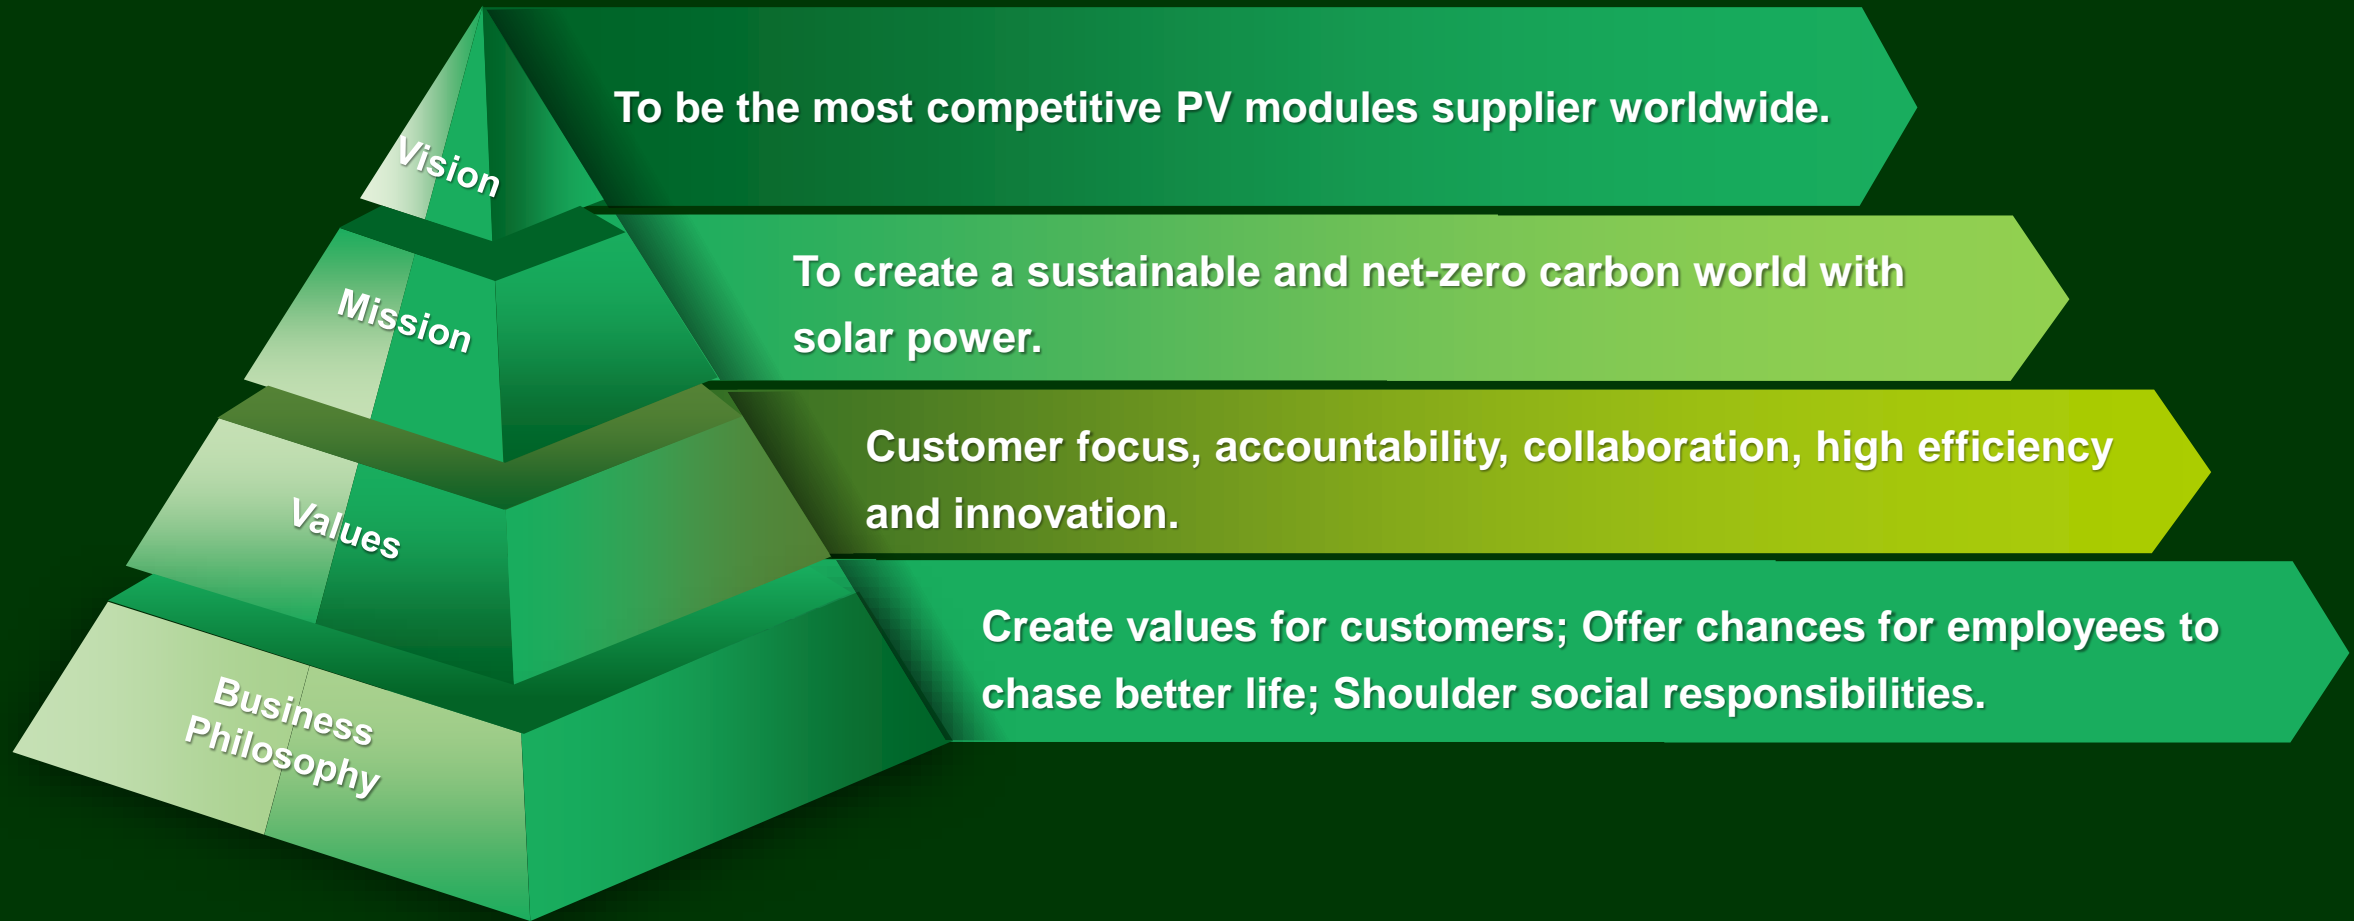 Vision
To be the most competitive PV modules supplier worldwide.
Mission
To create a sustainable and net-zero carbon world with
solar power.
Values
Customer focus, accountability, collaboration, high efficiency
and innovation.
Business
Philosophy
Create values for customers; Offer chances for employees to
chase better life; Shoulder social responsibilities.